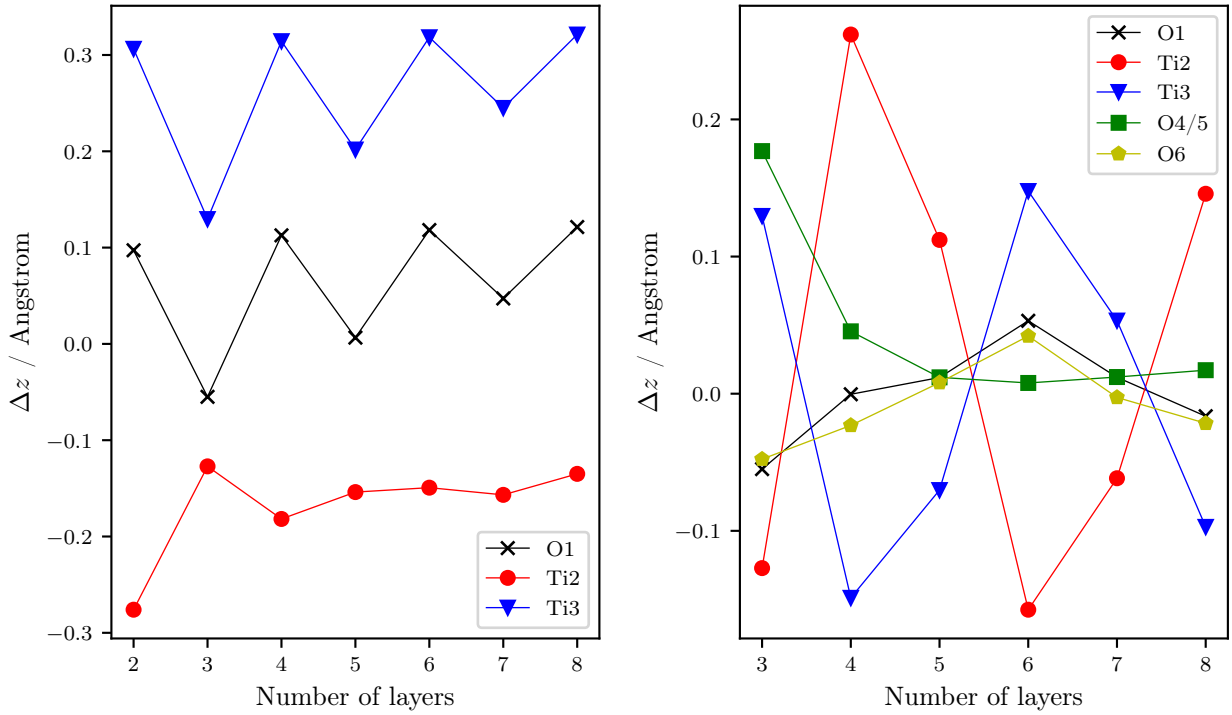 Δz / Angstrom
0.3
0.2
0.1
0.0
−0.1
−0.2
−0.3
2 3 4 5 6 7 8
Number of layers
O1
Ti2
Ti3
Δz / Angstrom
0.2
0.1
0.0
−0.1
3 4 5 6 7 8
Number of layers
O1
Ti2
Ti3
O4/5
O6